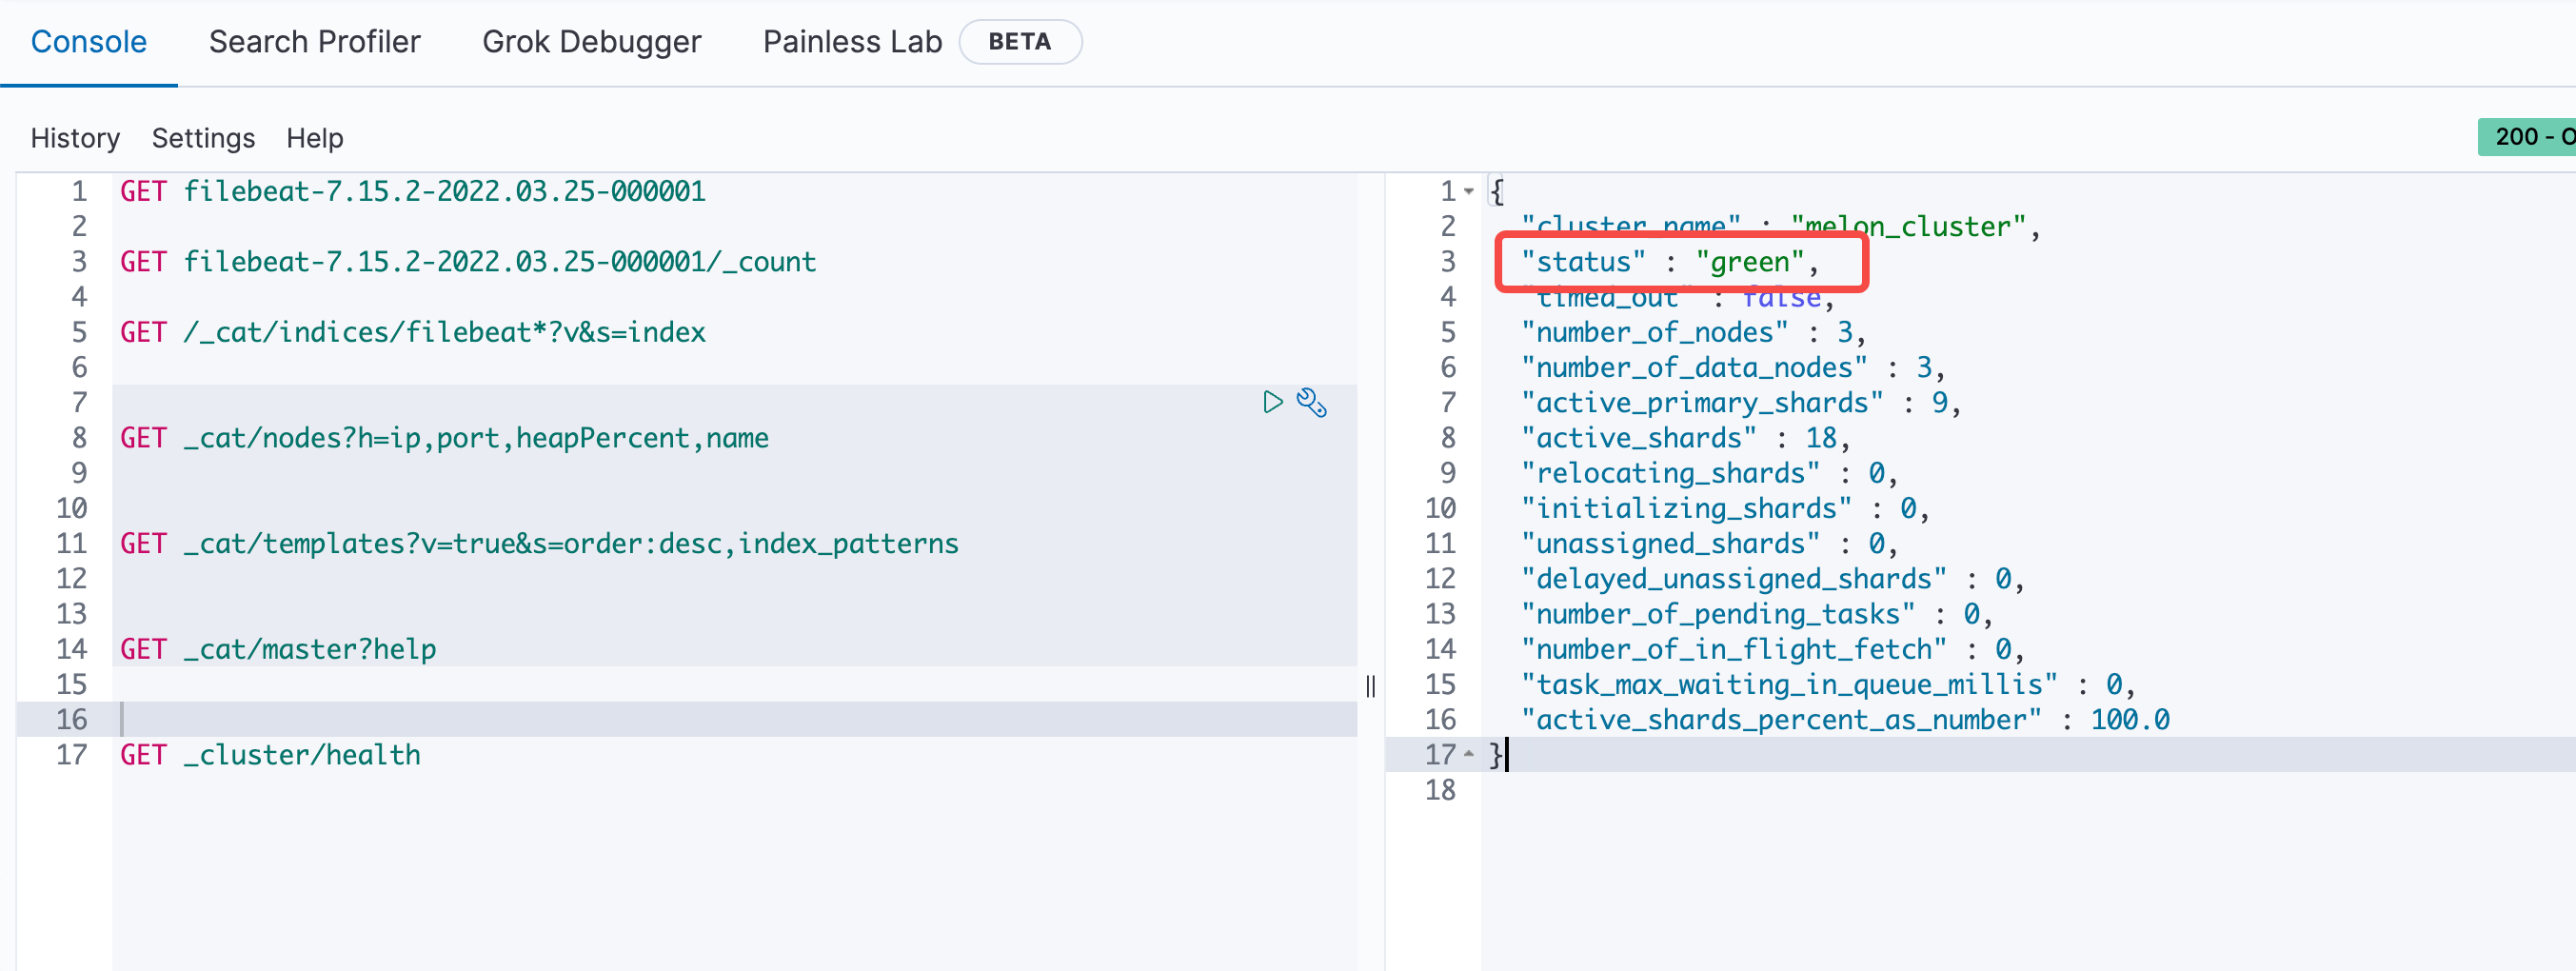 Console Search Profiler Grok Debugger Painless Lab BETA
History Settings Help
200 - O
1 GET filebeat-7.15.2-2022.03.25-000001
2
3 GET filebeat-7.15.2-2022.03.25-000001/_count
4
5 GET /_cat/indices/filebeat*?v&s=index
6
7
8 GET _cat/nodes?h=ip,port,heapPercent,name
9
10
11 GET _cat/templates?v=true&s=order:desc,index_patterns
12
13
14 GET _cat/master?help
15
16
17 GET _cluster/health
1 {
2 "cluster_name" : "melon_cluster",
3 "status" : "green",
4 "timed_out" : false,
5 "number_of_nodes" : 3,
6 "number_of_data_nodes" : 3,
7 "active_primary_shards" : 9,
8 "active_shards" : 18,
9 "relocating_shards" : 0,
10 "initializing_shards" : 0,
11 "unassigned_shards" : 0,
12 "delayed_unassigned_shards" : 0,
13 "number_of_pending_tasks" : 0,
14 "number_of_in_flight_fetch" : 0,
15 "task_max_waiting_in_queue_millis" : 0,
16 "active_shards_percent_as_number" : 100.0
17 }
18